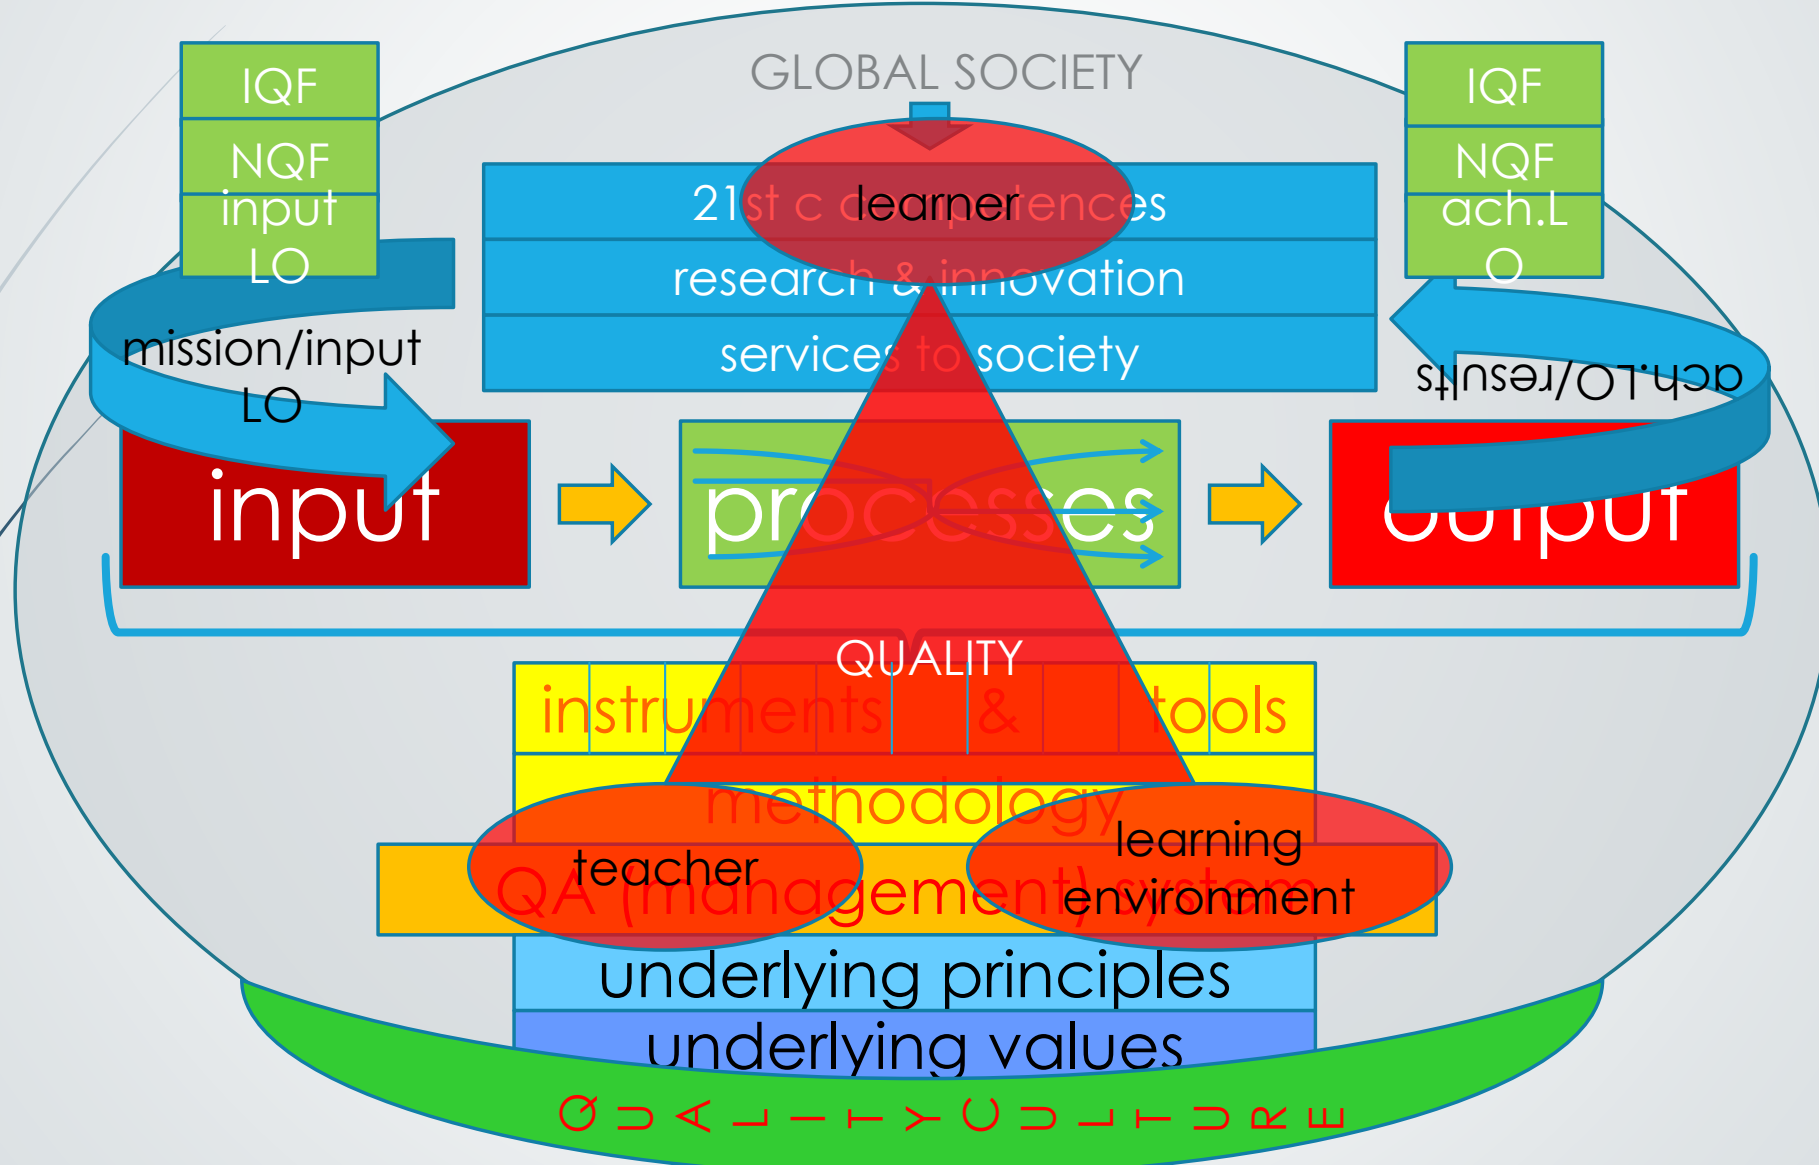 GLOBAL SOCIETY
IQF
NQF
input
LO
IQF
NQF
ach.L
O
21st c competences
learner
research & innovation
services to society
mission/input
LO
ach.LO/results
input
processes
output
QUALITY
instruments & tools
methodology
teacher
learning
environment
QA (management) system
underlying principles
underlying values
QUALITY CULTURE